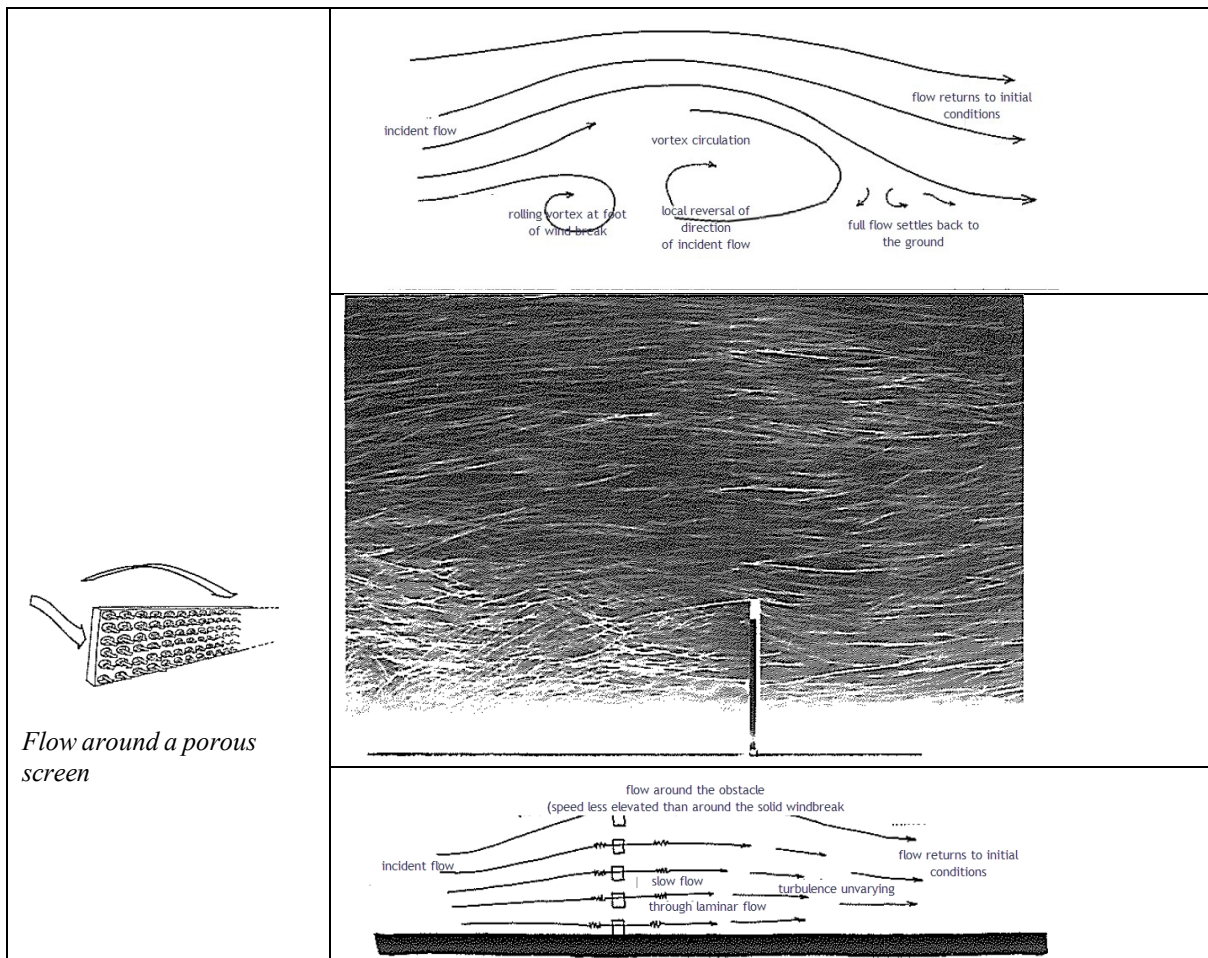 flow returns to initial
conditions
incident flow
vortex circulation
rolling vortex at foot
of wind break
local reversal of
direction
of incident flow
full flow settles back to
the ground
Flow around a porous
screen
flow around the obstacle
(speed less elevated than around the solid windbreak
incident flow
flow returns to initial
conditions
slow flow
turbulence unvarying
through laminar flow